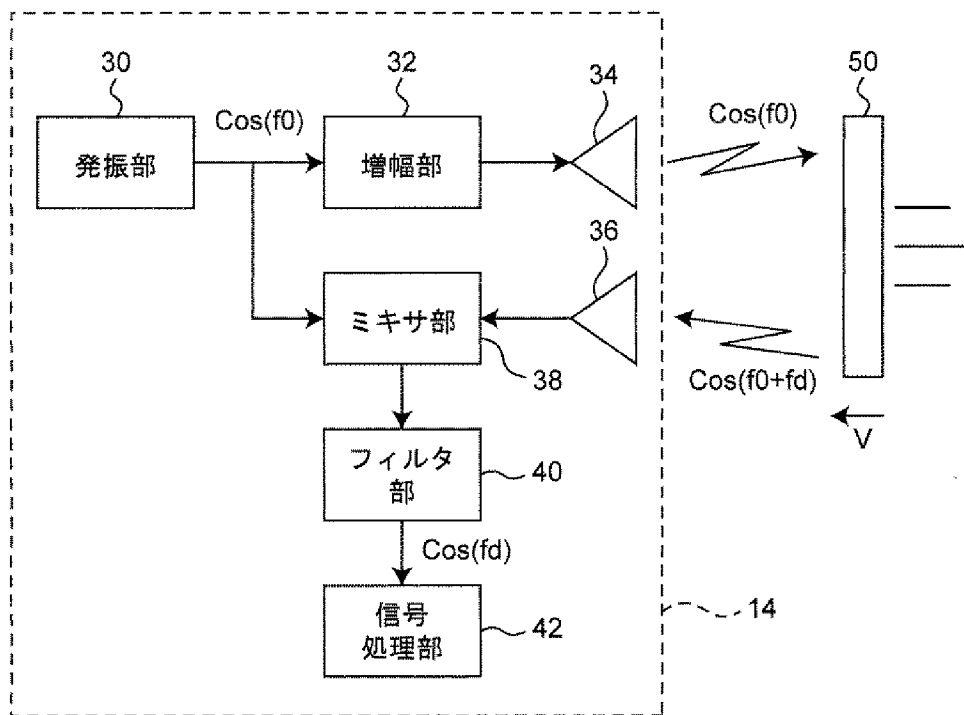 30
32
34
50
Cos(f0)
Cos(f0)
発振部
増幅部
36
ミキサ部
38
Cos(f0+fd)
V
フィルタ
部
40
Cos(fd)
信号
処理部
42
14